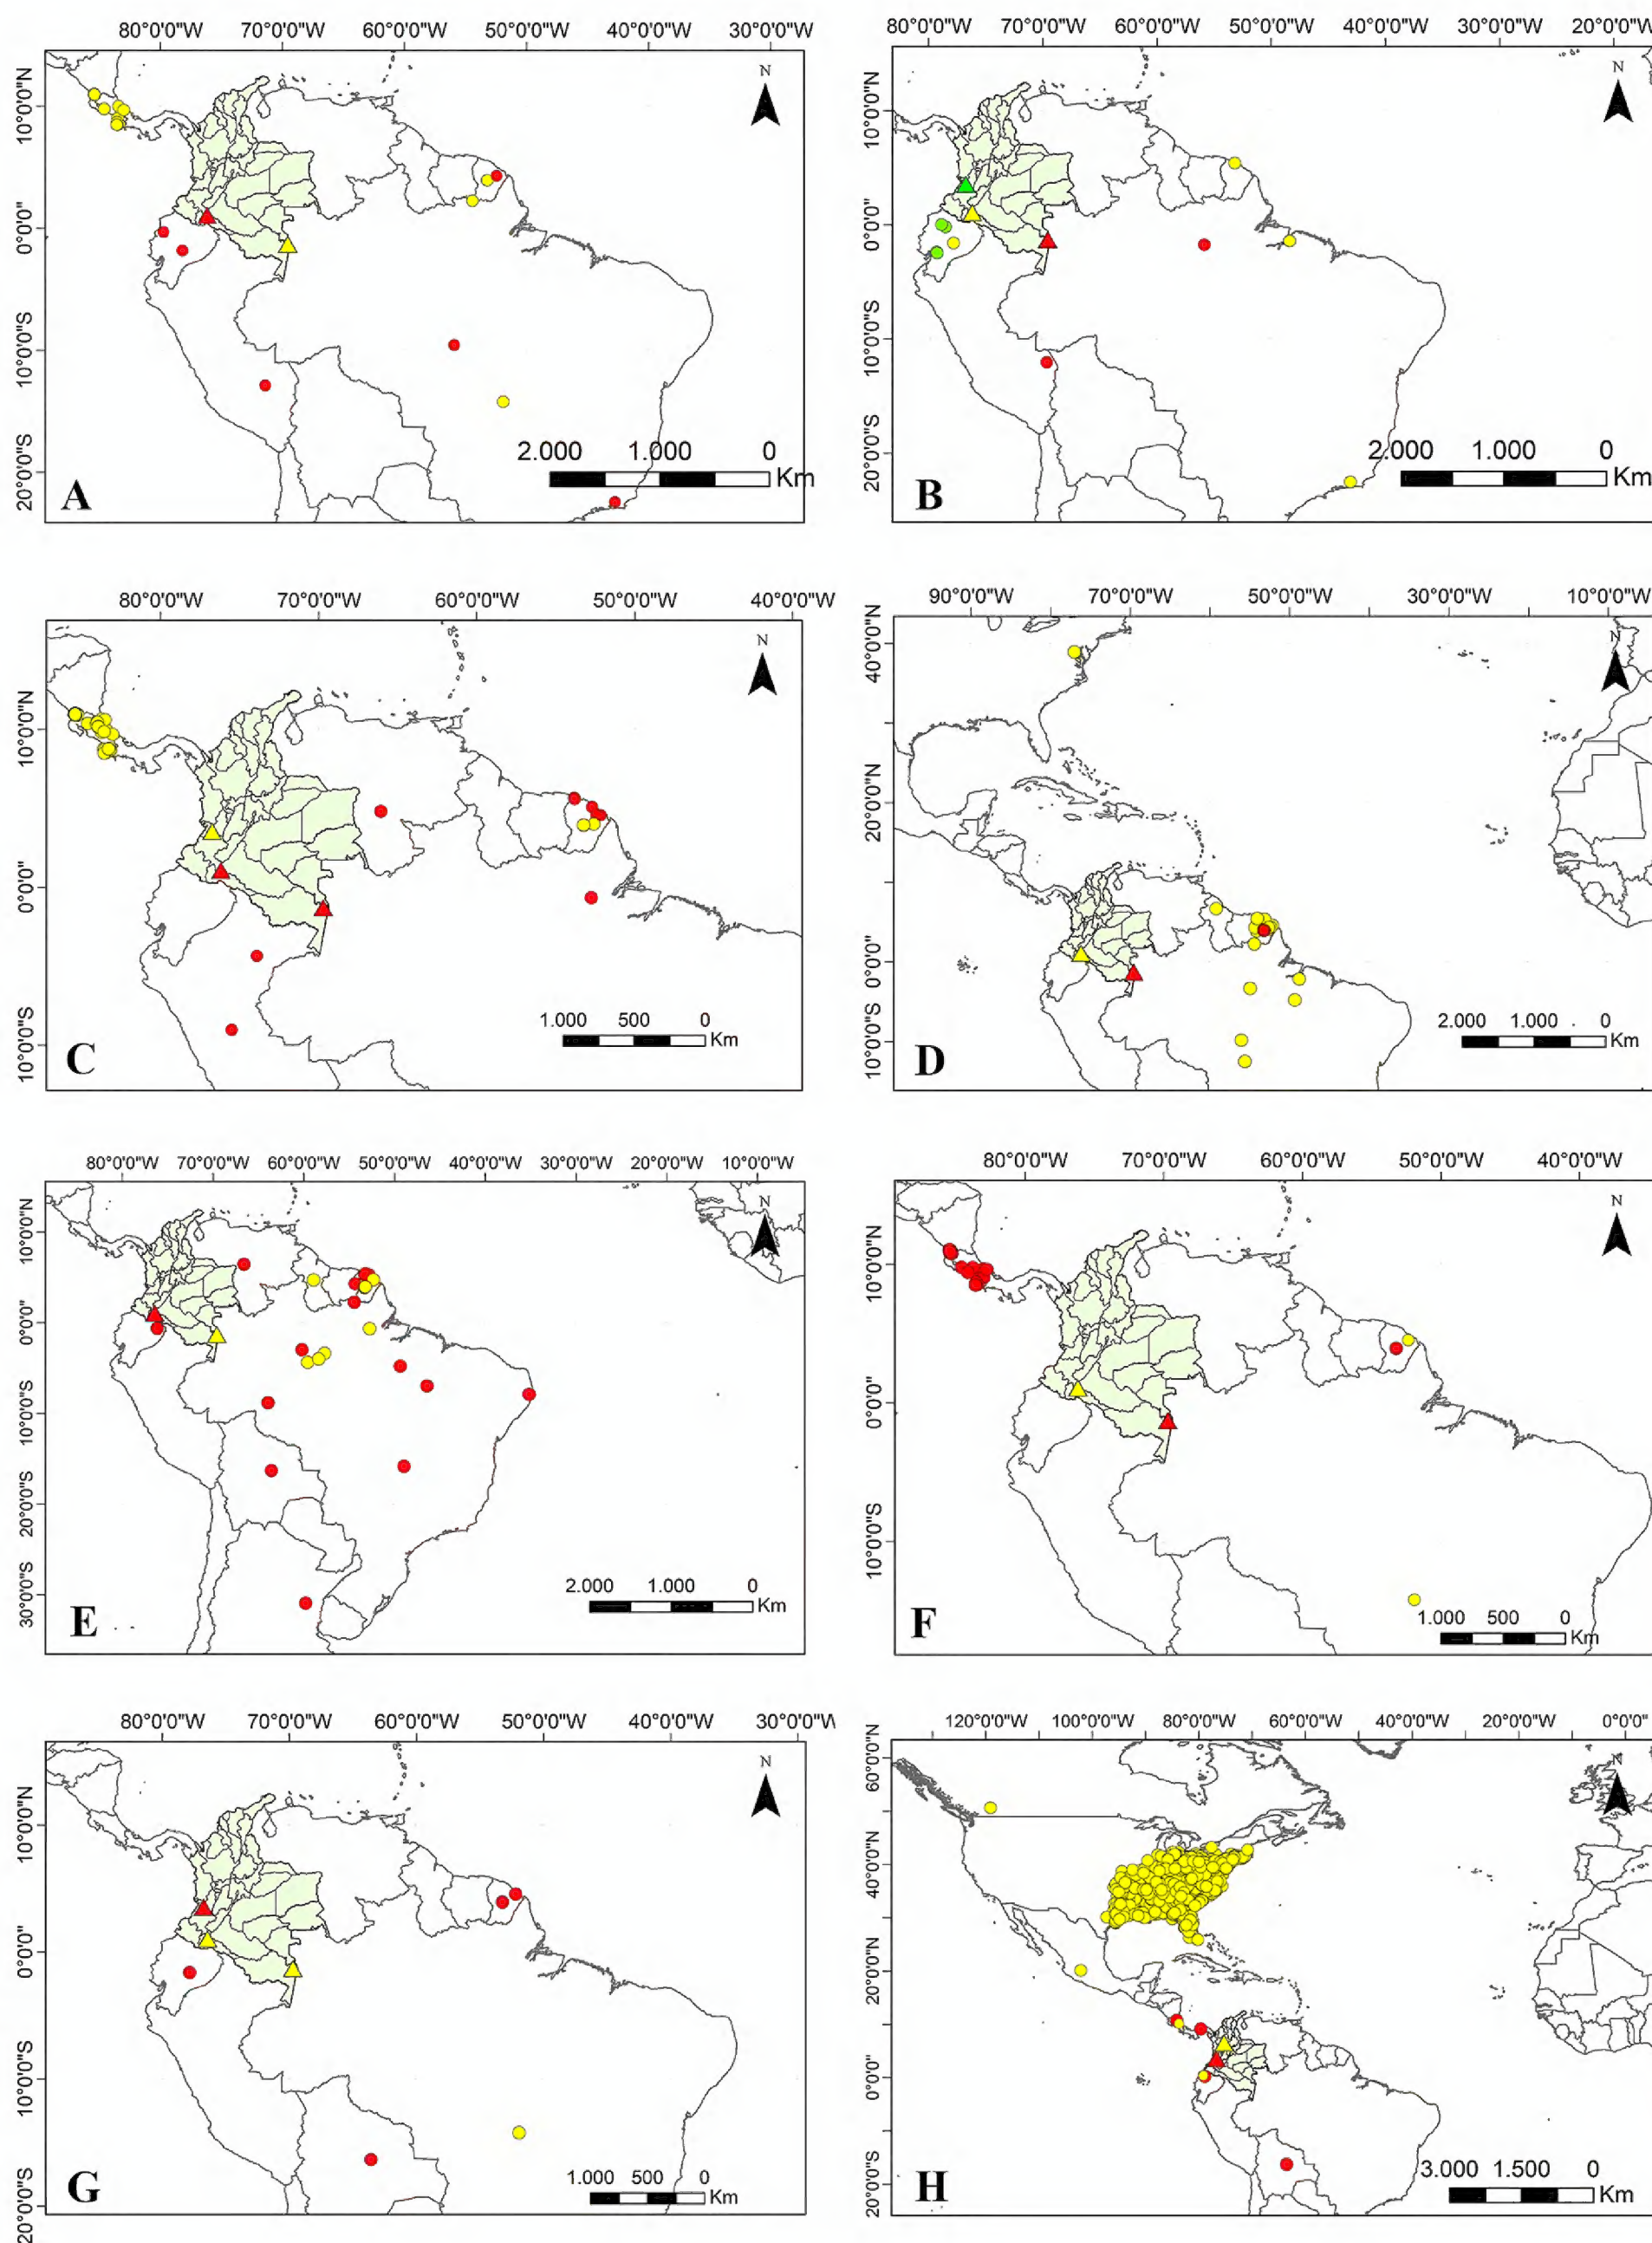 80°0'0"W 70°0'0"W 60°0'0"W 50°0'0"W 40°0'0"W 30°0'0"W
10°0'0"N
0°0'0"
10°0'0"S
20°0'0"S
N
2.000 1.000 0
Km
A
80°0'0"W 70°0'0"W 60°0'0"W 50°0'0"W 40°0'0"W 30°0'0"W 20°0'0"W
10°0'0"N
0°0'0"
10°0'0"S
20°0'0"S
N
2.000 1.000 0
Km
B
80°0'0"W 70°0'0"W 60°0'0"W 50°0'0"W 40°0'0"W
10°0'0"N
0°0'0"
10°0'0"S
N
1.000 500 0
Km
C
90°0'0"W 70°0'0"W 50°0'0"W 30°0'0"W 10°0'0"W
40°0'0"N
20°0'0"N
0°0'0"
10°0'0"S
N
2.000 1.000 0
Km
D
80°0'0"W 70°0'0"W 60°0'0"W 50°0'0"W 40°0'0"W 30°0'0"W 20°0'0"W 10°0'0"W
10°0'0"N
0°0'0"
10°0'0"S
20°0'0"S
30°0'0"S
N
2.000 1.000 0
Km
E
80°0'0"W 70°0'0"W 60°0'0"W 50°0'0"W 40°0'0"W
10°0'0"N
0°0'0"
10°0'0"S
N
1.000 500 0
Km
F
80°0'0"W 70°0'0"W 60°0'0"W 50°0'0"W 40°0'0"W 30°0'0"W
10°0'0"N
0°0'0"
10°0'0"S
20°0'0"S
N
1.000 500 0
Km
G
120°0'0"W 100°0'0"W 80°0'0"W 60°0'0"W 40°0'0"W 20°0'0"W 0°0'0"
60°0'0"N
40°0'0"N
20°0'0"N
0°0'0"
20°0'0"S
N
3.000 1.500 0
Km
H